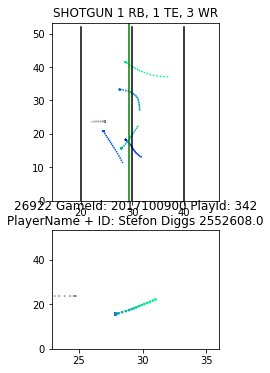 SHOTGUN 1 RB, 1 TE, 3 WR
50
40
30
20
10
0
20 30 40
26922 GameId: 2017100900 PlayId: 342
PlayerName + ID: Stefon Diggs 2552608.0
40
20
0
25 30 35